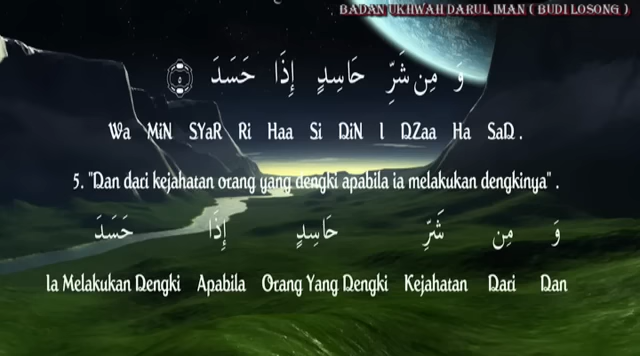 BADAN UKHWAH DARUL IMAN ( BUDI LOSONG )
وَ مِن شَرِّ حَاسِدٍ إِذَا حَسَدَ ٥
Wa MiN SYaR Ri Haa Si DiN I DZaa Ha SaD .
5. "Dan dari kejahatan orang yang dengki apabila ia melakukan dengkinya" .
وَ مِن شَرِّ حَاسِدٍ إِذَا حَسَدَ
Ia Melakukan Dengki Apabila Orang Yang Dengki Kejahatan Dari Dan